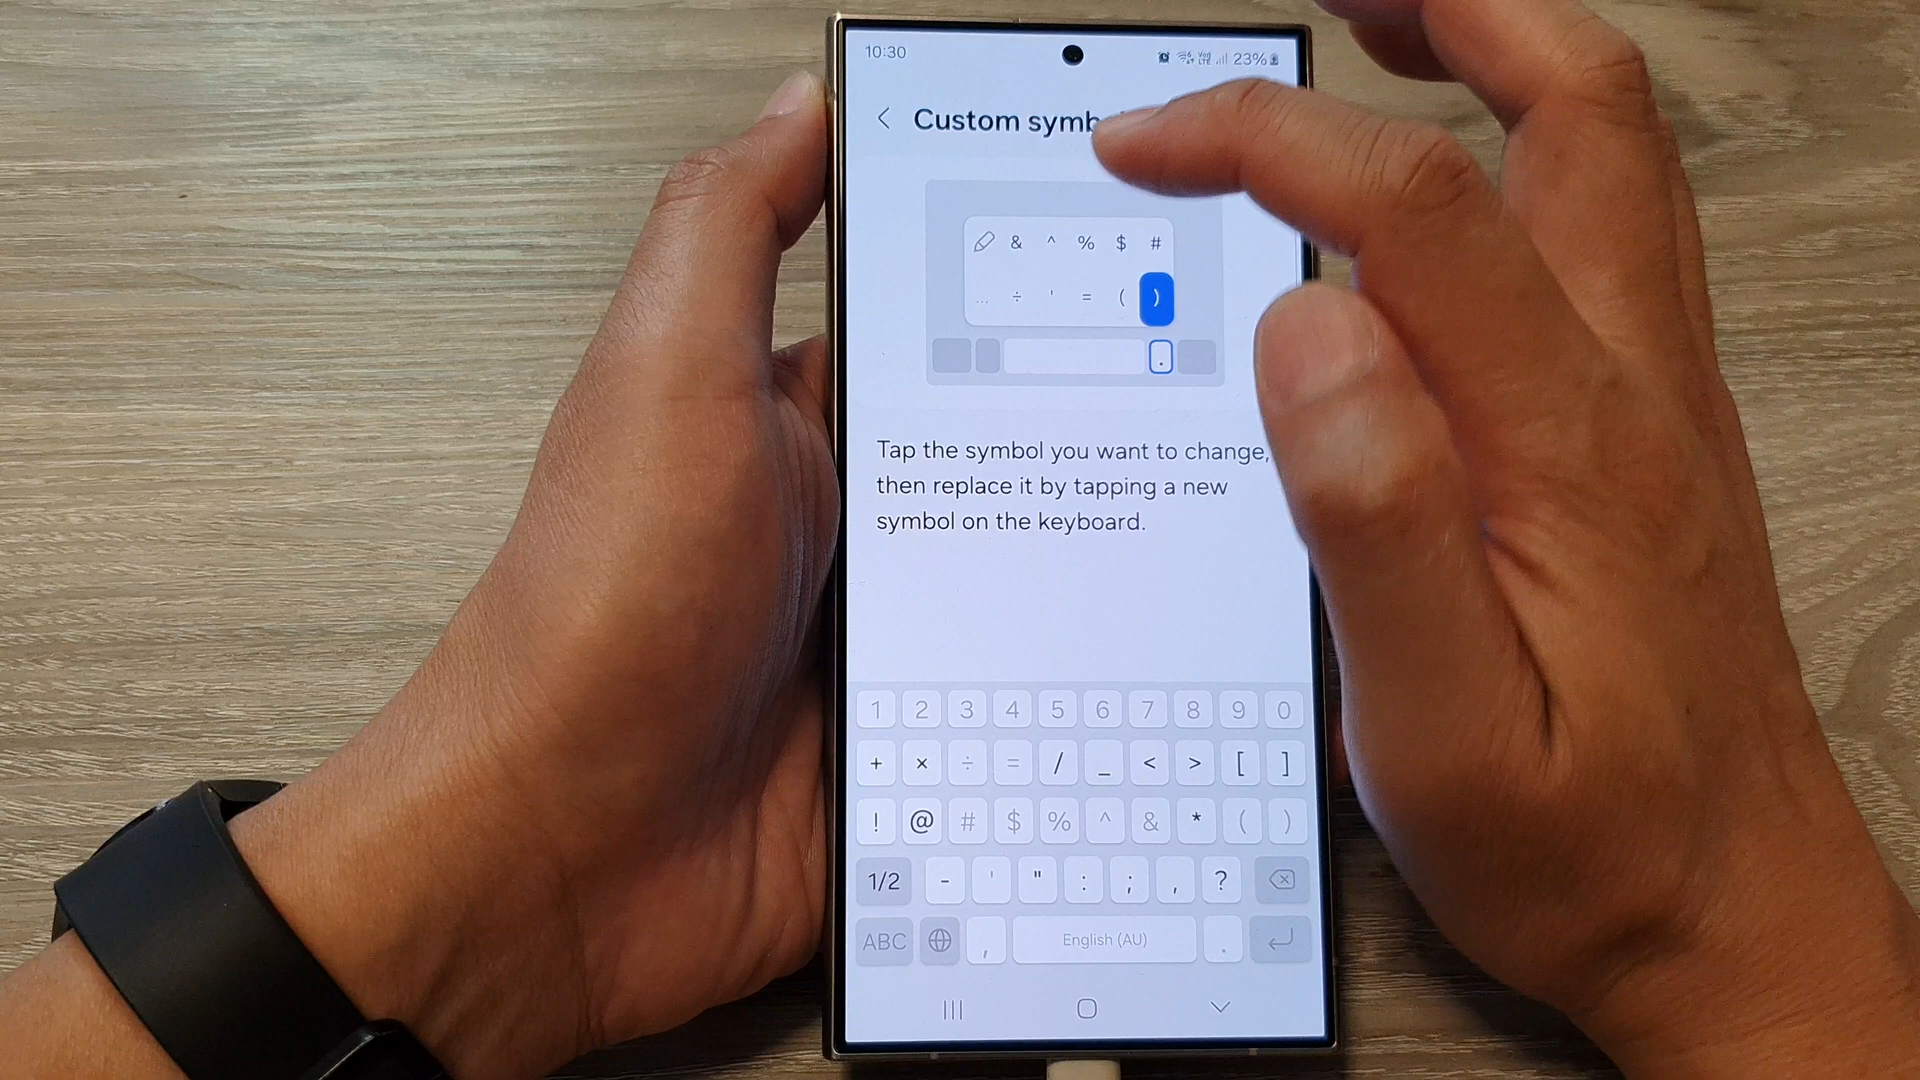 10:30
23%
Custom symb
& ^ % $ #
... ÷ ' = ( )
.
Tap the symbol you want to change,
then replace it by tapping a new
symbol on the keyboard.
1 2 3 4 5 6 7 8 9 0
+ × ÷ = / _ < > [ ]
! @ # $ % ^ & * ( )
1/2 - ' " : ; , ?
ABC , English (AU) .